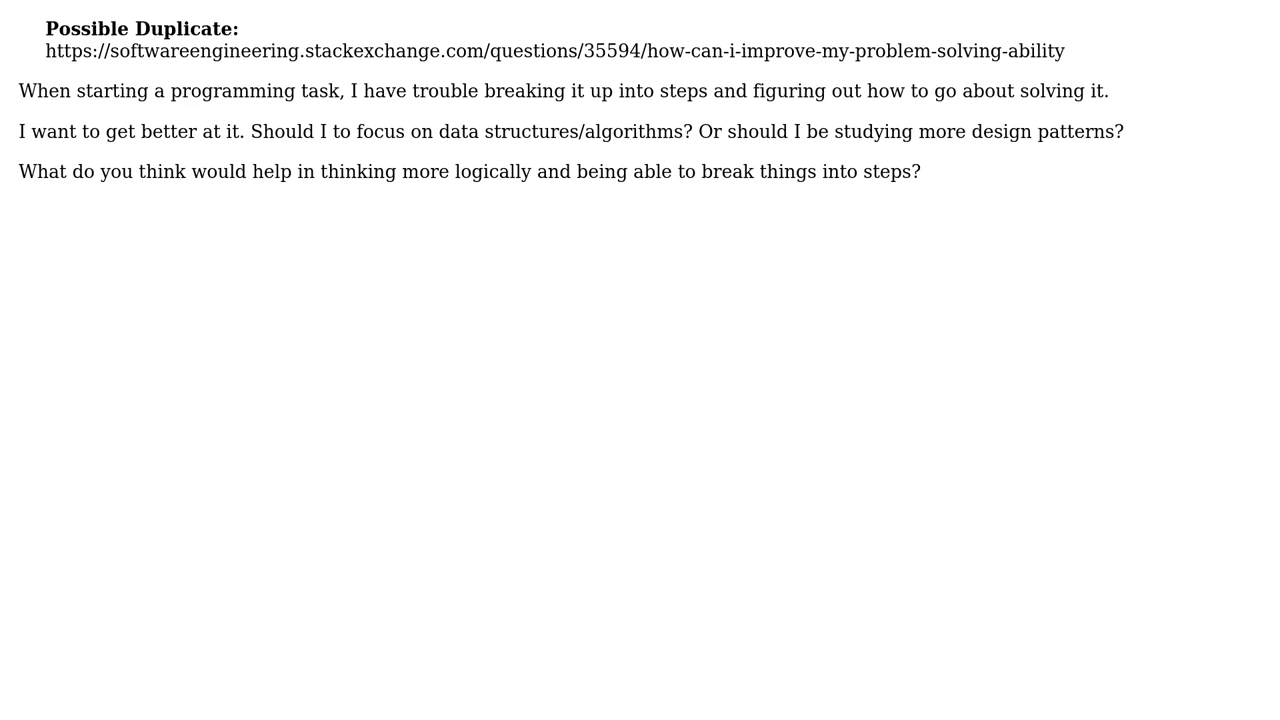 Possible Duplicate:
https://softwareengineering.stackexchange.com/questions/35594/how-can-i-improve-my-problem-solving-ability
When starting a programming task, I have trouble breaking it up into steps and figuring out how to go about solving it.
I want to get better at it. Should I to focus on data structures/algorithms? Or should I be studying more design patterns?
What do you think would help in thinking more logically and being able to break things into steps?